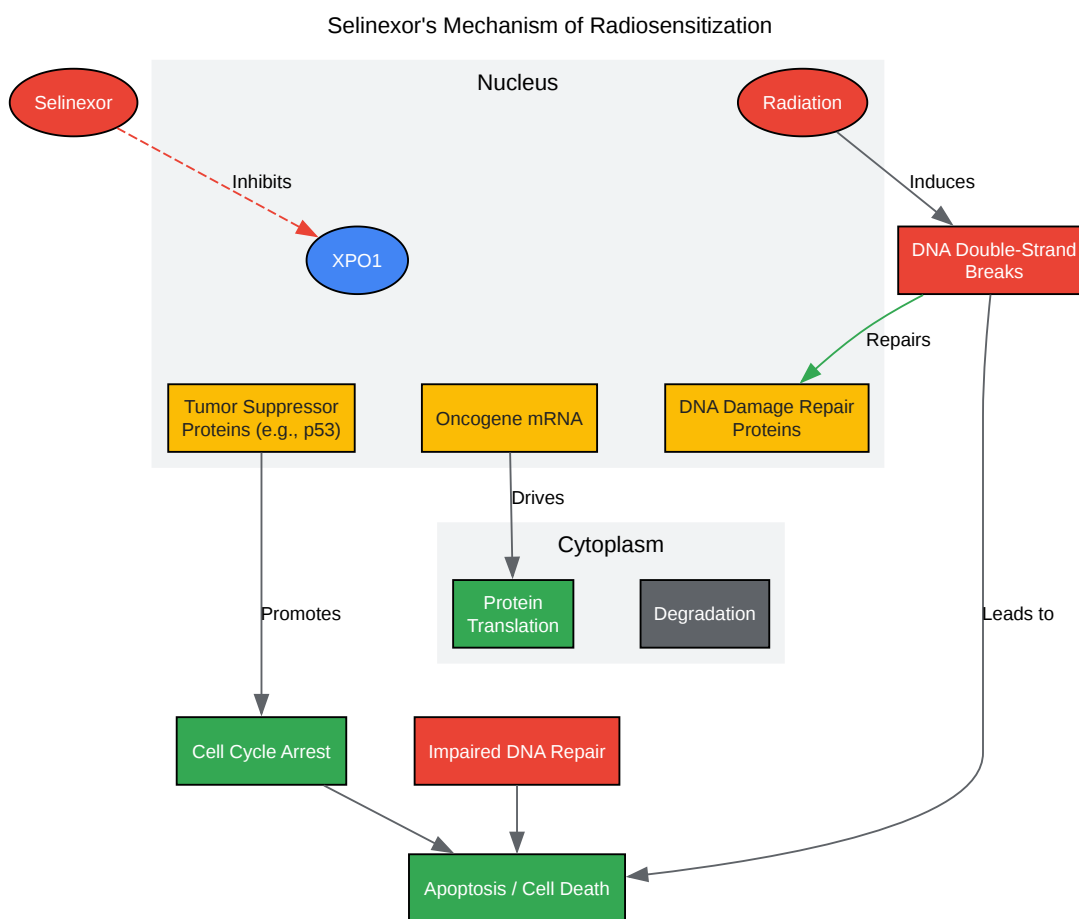 Selinexor's Mechanism of Radiosensitization
Nucleus
Selinexor
Radiation
Inhibits
Induces
XPO1
DNA Double-Strand
Breaks
Repairs
Tumor Suppressor
Proteins (e.g., p53)
Oncogene mRNA
DNA Damage Repair
Proteins
Drives
Cytoplasm
Protein
Translation
Degradation
Promotes
Leads to
Cell Cycle Arrest
Impaired DNA Repair
Apoptosis / Cell Death